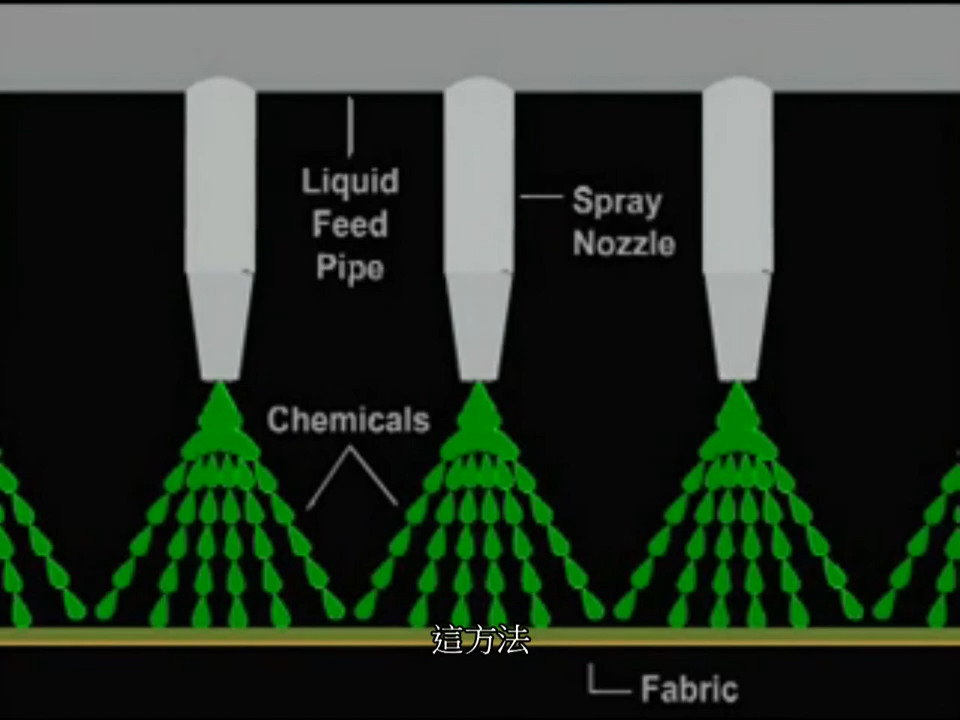 Liquid
Feed
Pipe
Spray
Nozzle
Chemicals
這方法
Fabric